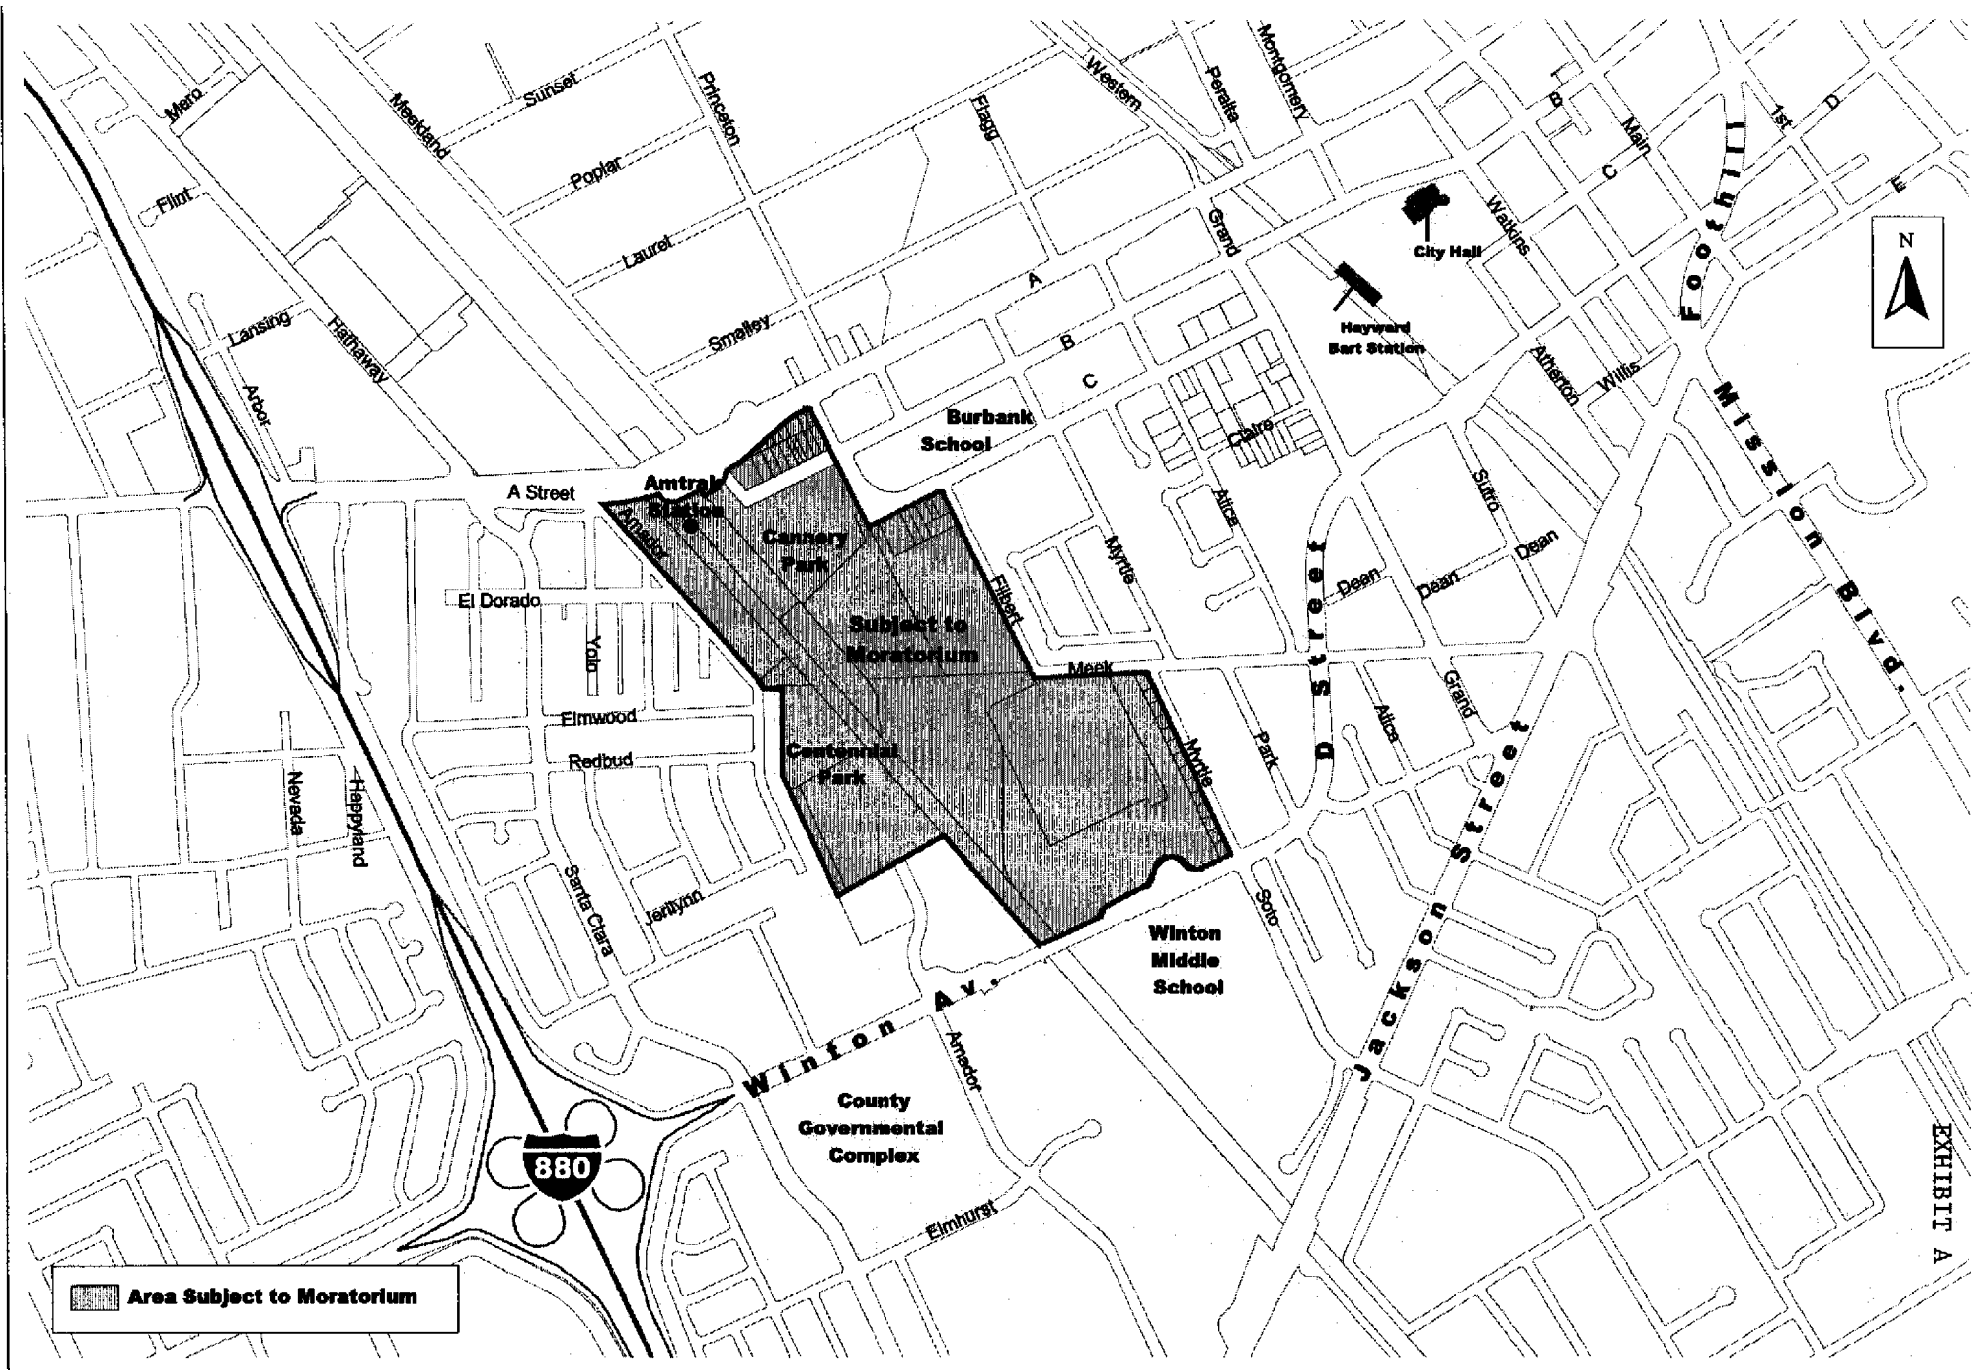 Mero
Meekland
Sunset
Princeton
Flagg
Western
Peralta
Montgomery
B
Main
1st
D
Poplar
C
E
Flint
Laurel
Grand
Watkins
Foothill
City Hall
N
A
Lansing
Hathaway
Smalley
B
Hayward
Bart Station
Atherton
Willis
Arbor
C
Burbank
School
Claire
Mission Blvd.
A Street
Amtrak
Station
Amador
Cannery
Park
Alice
Sutro
Filbert
Myrtle
Dean
Dean
Dean
El Dorado
Yolo
Subject to
Moratorium
D Street
Meek
Grand
Elmwood
Redbud
Centennial
Park
Myrtle
Park
Alice
Nevada
Happyland
Santa Clara
Jerilynn
Soto
Jackson Street
Winton
Middle
School
Winton Av.
Amador
County
Governmental
Complex
880
Elmhurst
EXHIBIT A
Area Subject to Moratorium